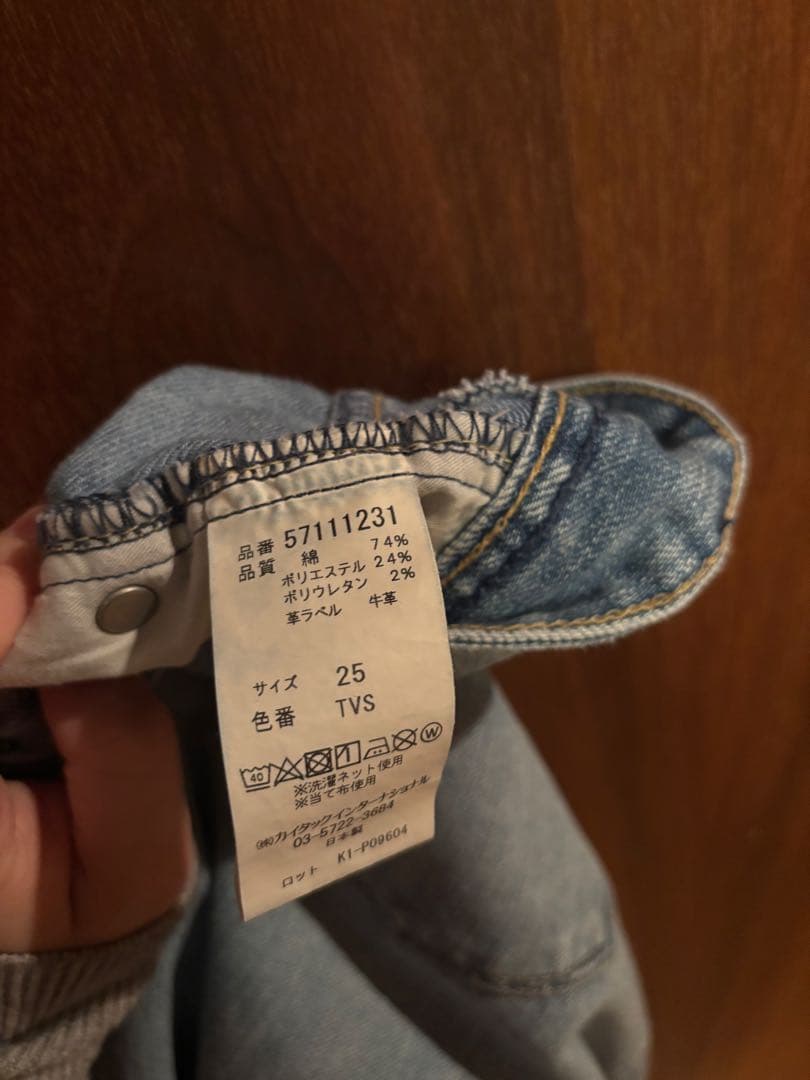 品番 57111231
品質 綿 74%
ポリエステル 24%
ポリウレタン 2%
革ラベル 牛革
サイズ 25
色番 TVS
40 W
※洗濯ネット使用
※当て布使用
㈱カイタックインターナショナル
03-5722-3684
日本製
ロット K1-P09604